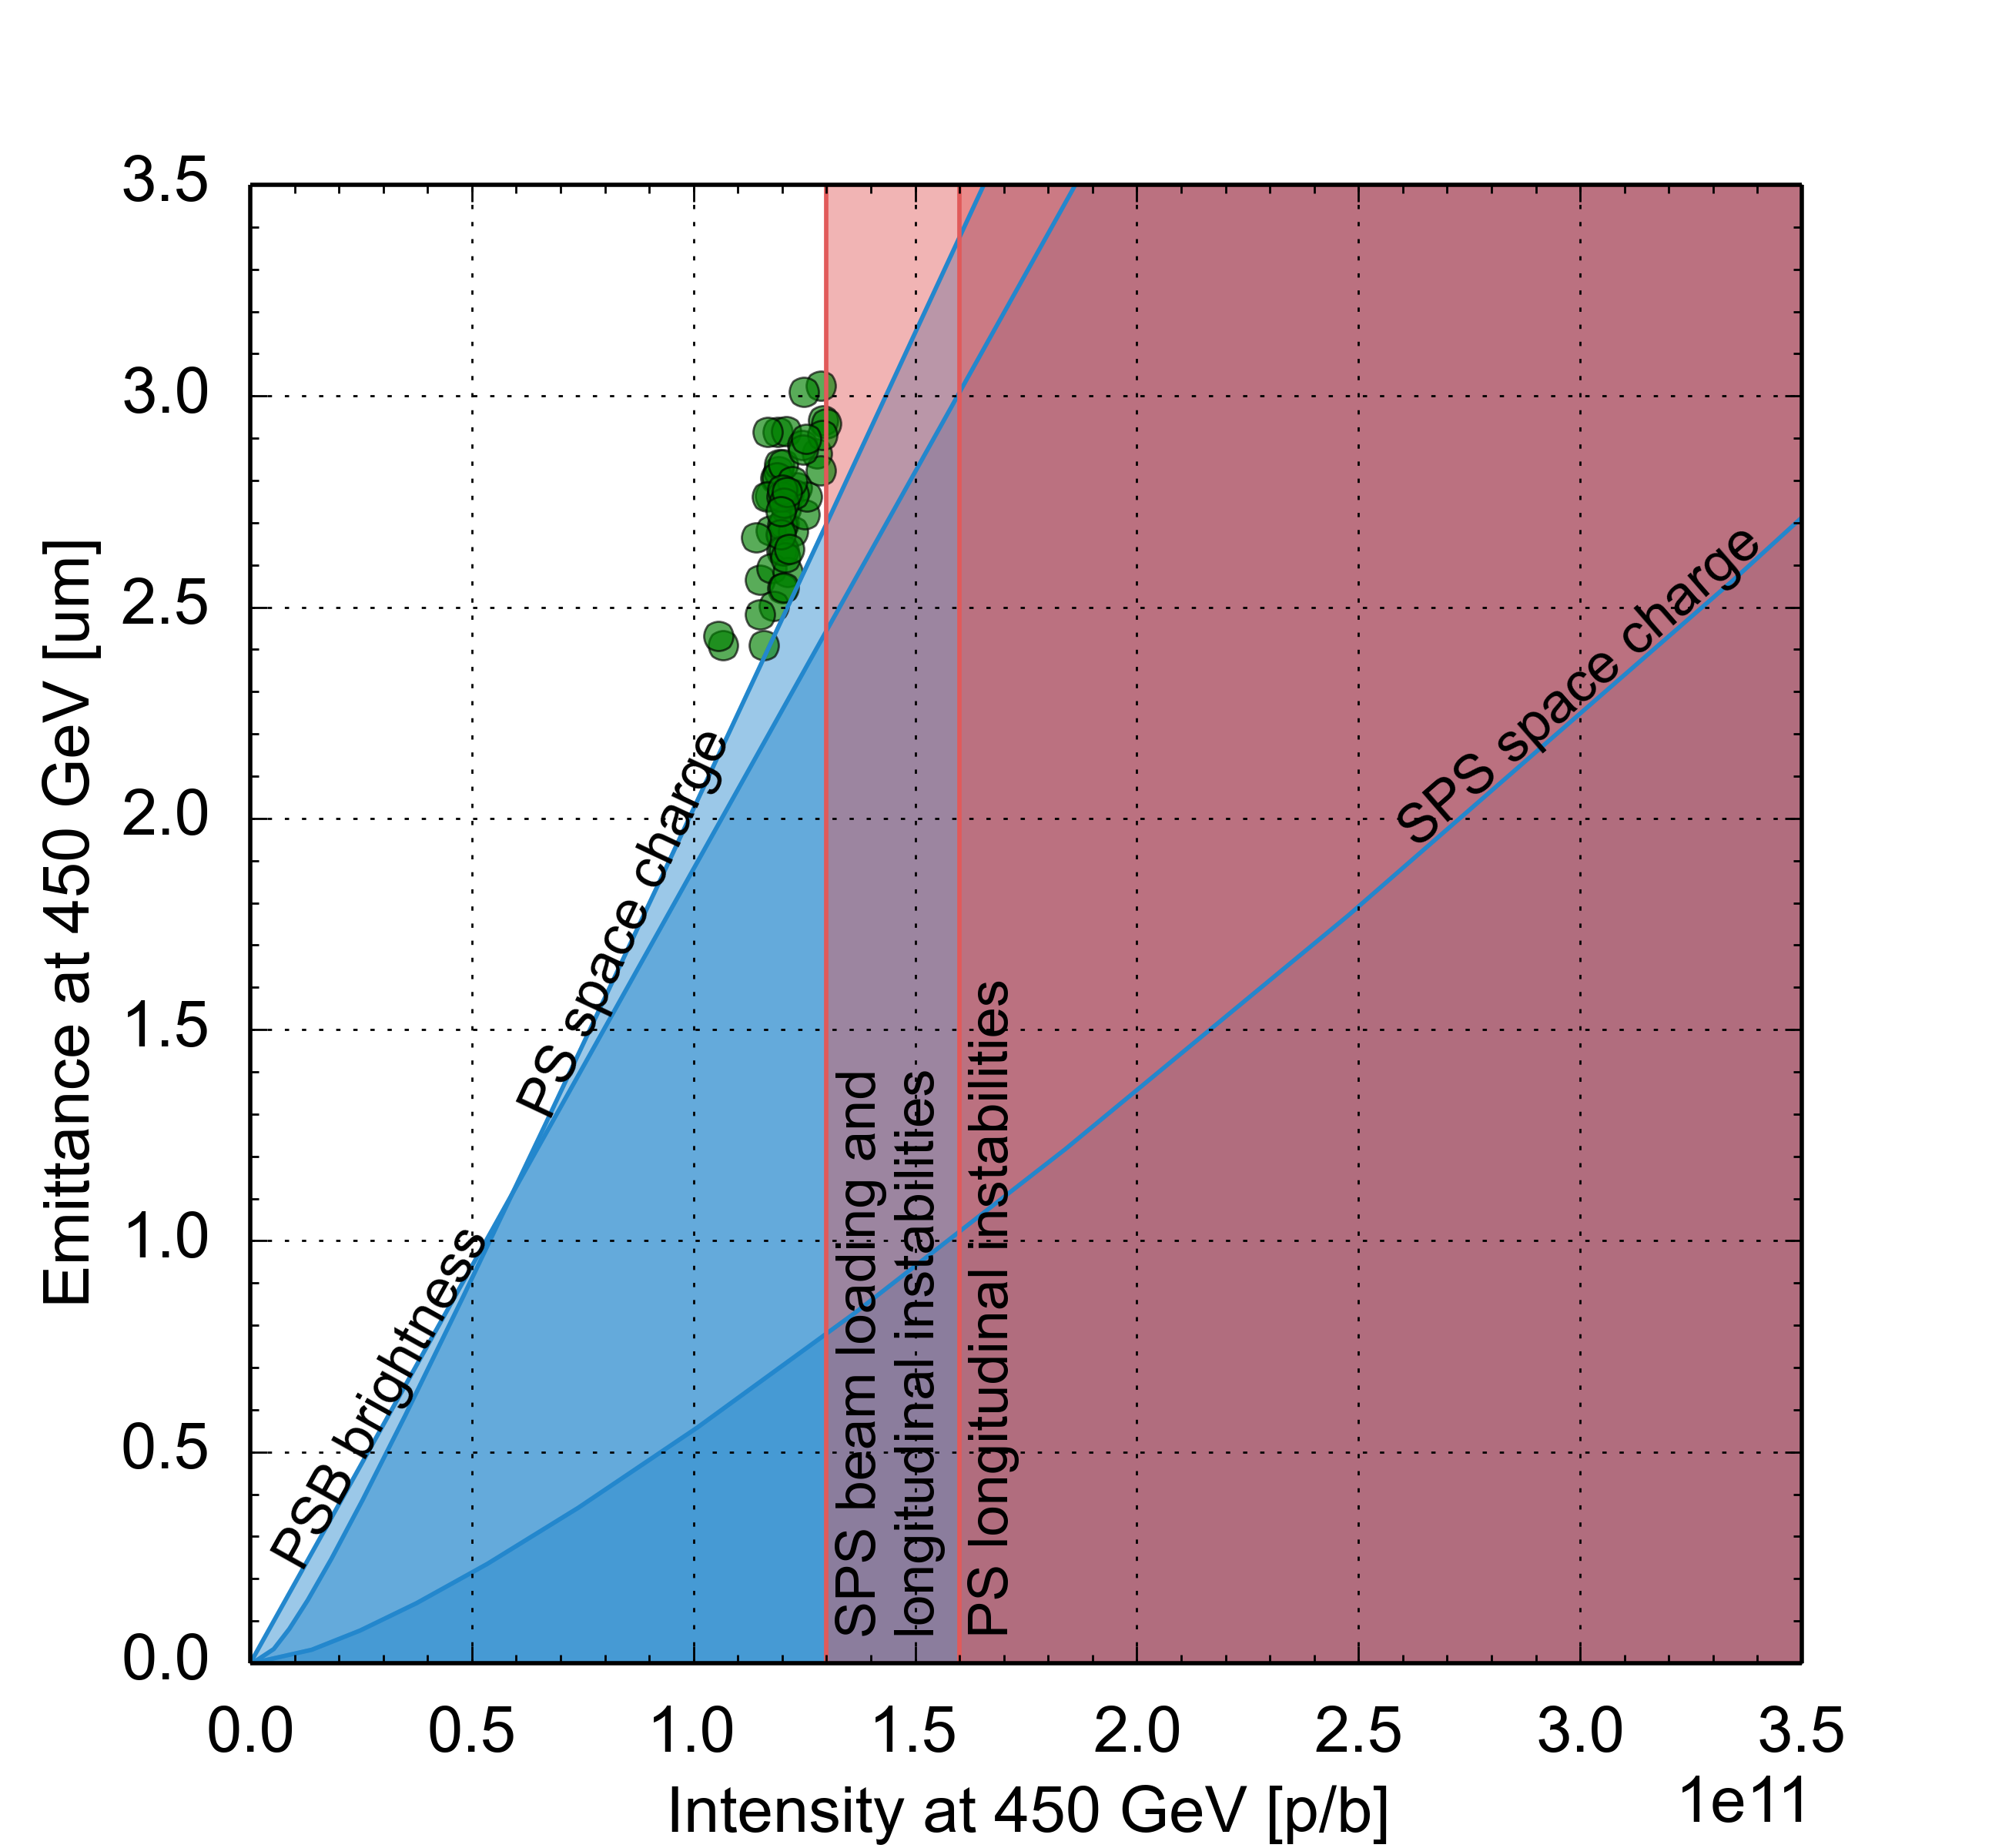 3.5
3.0
2.5
2.0
1.5
1.0
0.5
0.0
Emittance at 450 GeV [um]
PSB brightness
PS space charge
SPS space charge
SPS beam loading and
longitudinal instabilities
PS longitudinal instabilities
0.0 0.5 1.0 1.5 2.0 2.5 3.0 3.5
Intensity at 450 GeV [p/b]
1e11